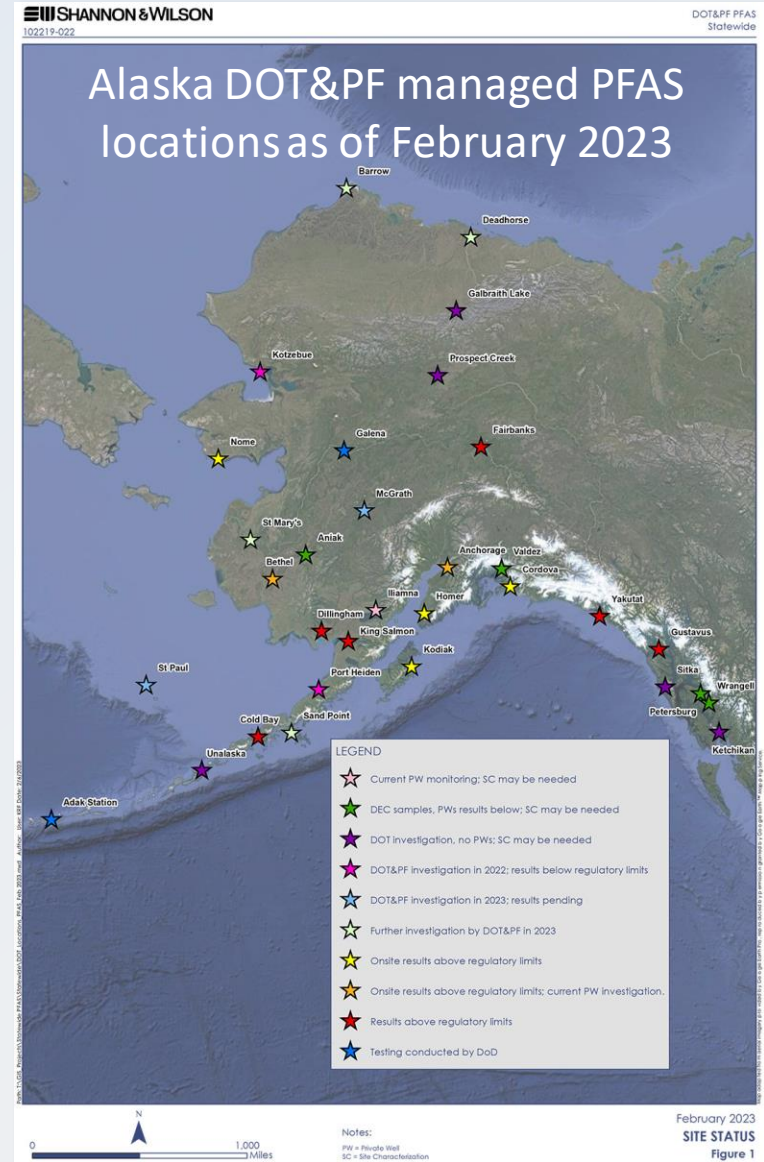 SHANNON & WILSON
102219-022
DOT&PF PFAS
Statewide
Alaska DOT&PF managed PFAS
locations as of February 2023
Barrow
Deadhorse
Galbraith Lake
Kotzebue
Prospect Creek
Nome
Galena
Fairbanks
McGrath
St Mary's
Aniak
Bethel
Anchorage
Valdez
Cordova
Iliamna
Homer
Dillingham
King Salmon
Yakutat
Gustavus
Kodiak
St Paul
Port Heiden
Sitka
Wrangell
Petersburg
Ketchikan
Cold Bay
Sand Point
Unalaska
Adak Station
LEGEND
Current PW monitoring; SC may be needed
DEC samples, PWs results below; SC may be needed
DOT investigation, no PWs; SC may be needed
DOT&PF investigation in 2022; results below regulatory limits
DOT&PF investigation in 2023; results pending
Further investigation by DOT&PF in 2023
Onsite results above regulatory limits
Onsite results above regulatory limits; current PW investigation.
Results above regulatory limits
Testing conducted by DoD
N
0 1,000
Miles
Notes:
PW = Private Well
SC = Site Characterization
February 2023
SITE STATUS
Figure 1